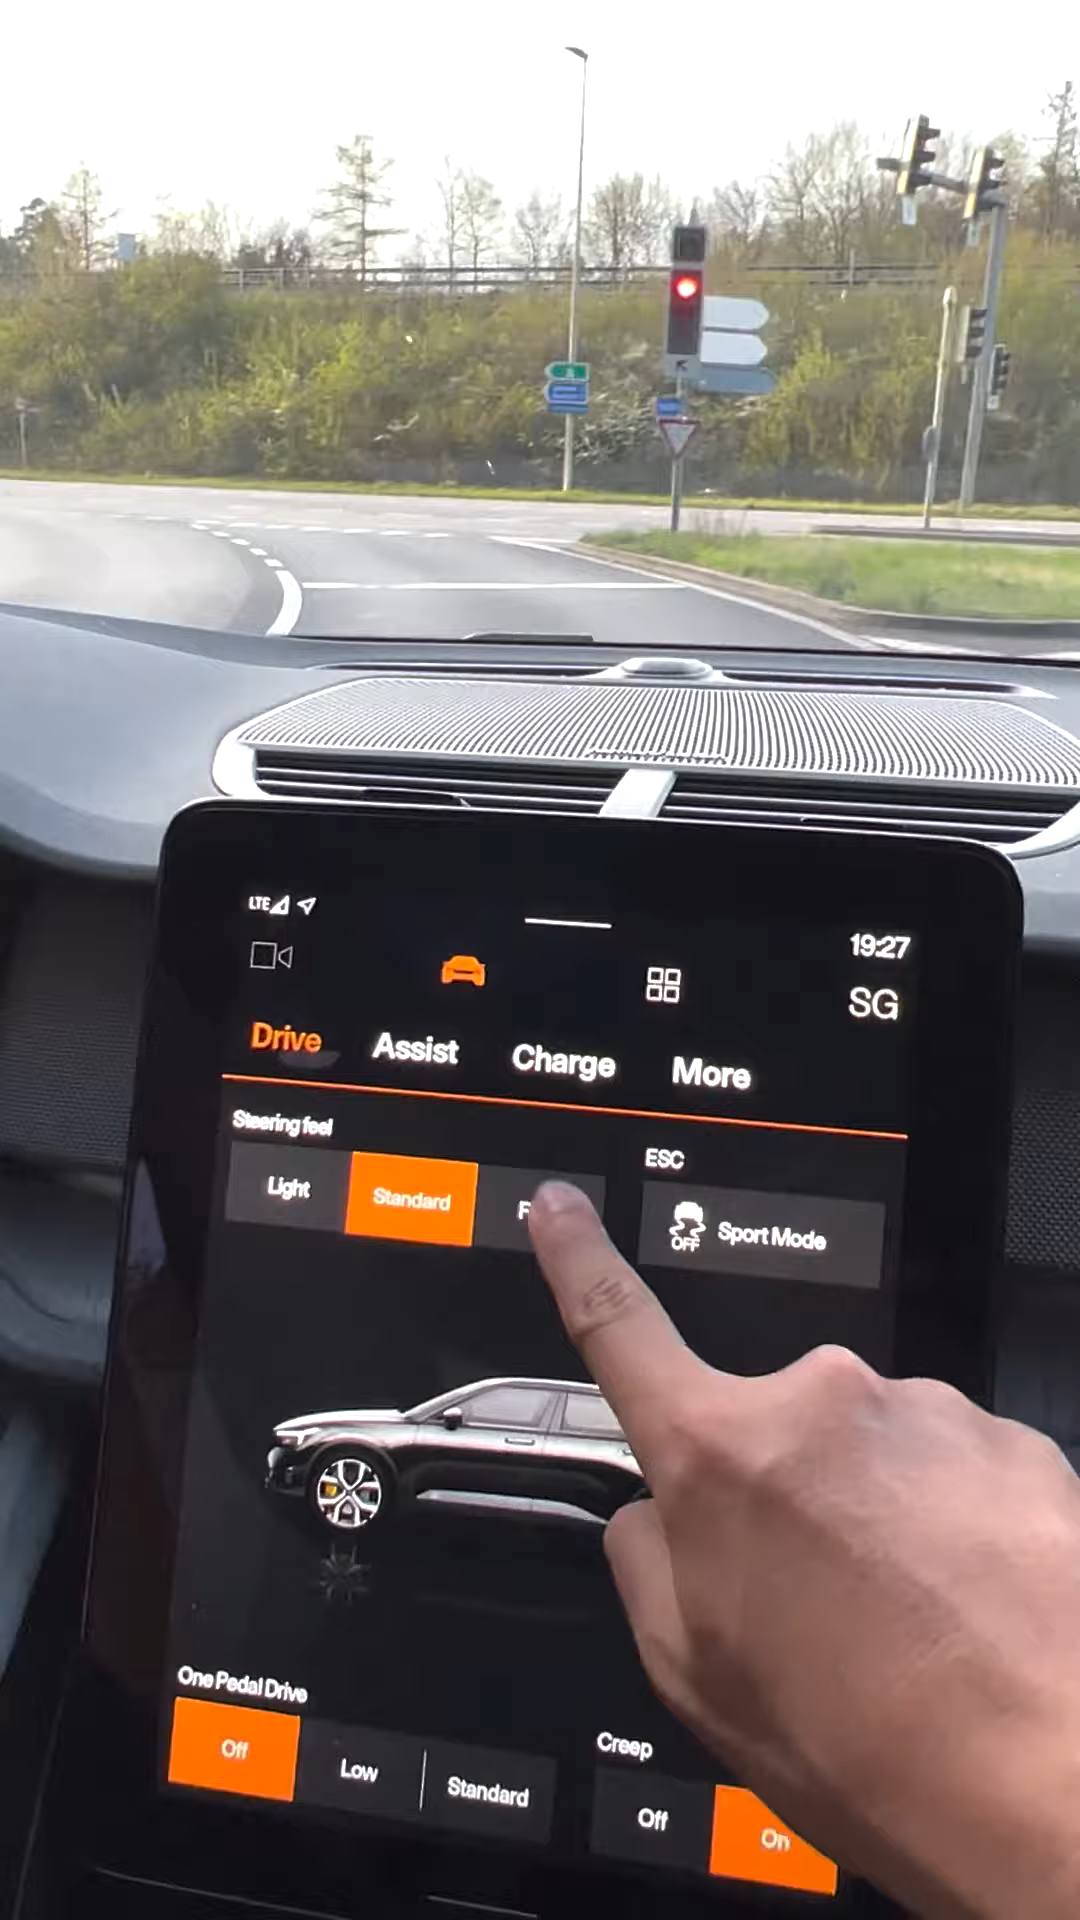 LTE
19:27
SG
Drive Assist Charge More
Steering feel
ESC
Light Standard
OFF Sport Mode
One Pedal Drive
Off Low Standard
Creep
Off On